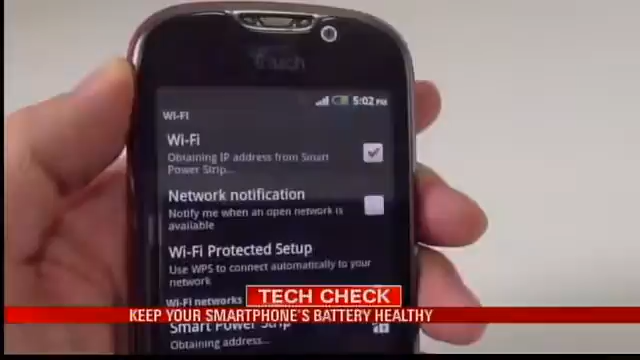 Touch
5:02 PM
Wi-Fi
Wi-Fi
Obtaining IP address from Smart
Power Strip...
Network notification
Notify me when an open network is
available
Wi-Fi Protected Setup
Use WPS to connect automatically to your
network
Wi-Fi networks
TECH CHECK
KEEP YOUR SMARTPHONE'S BATTERY HEALTHY
Smart Power Strip
Obtaining address...